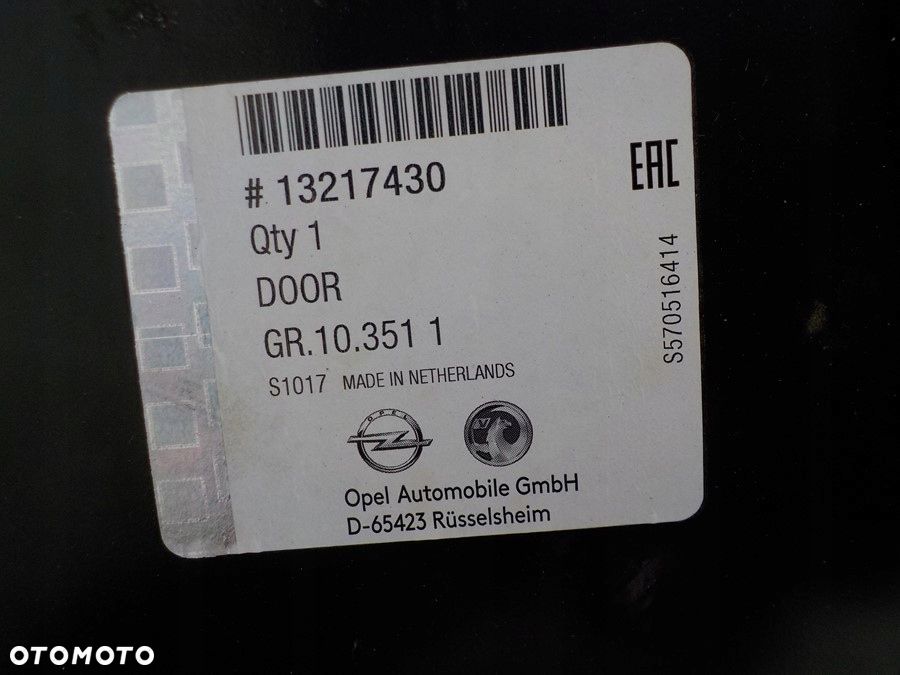 # 13217430
Qty 1
DOOR
GR.10.351 1
S1017 MADE IN NETHERLANDS
OPEL
V
Opel Automobile GmbH
D-65423 Rüsselsheim
EAC
S570516414
OTOMOTO